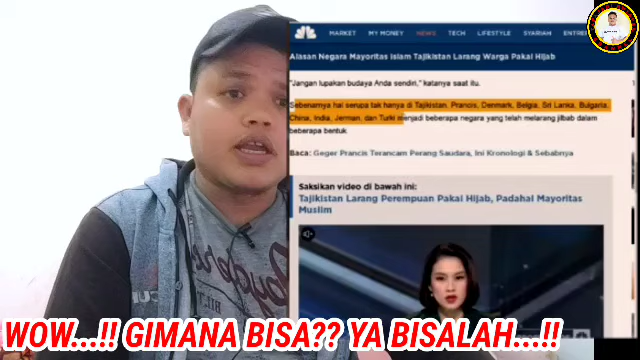 MARKET MY MONEY NEWS TECH LIFESTYLE SYARIAH ENTRE
Alasan Negara Mayoritas Islam Tajikistan Larang Warga Pakai Hijab
"Jangan lupakan budaya Anda sendiri," katanya saat itu.
Sebenarnya hal serupa tak hanya di Tajikistan. Prancis, Denmark, Belgia, Sri Lanka, Bulgaria,
China, India, Jerman, dan Turki menjadi beberapa negara yang telah melarang jilbab dalam
beberapa bentuk
Baca: Geger Prancis Terancam Perang Saudara, Ini Kronologi & Sebabnya
Saksikan video di bawah ini:
Tajikistan Larang Perempuan Pakai Hijab, Padahal Mayoritas
Muslim
WOW...!! GIMANA BISA?? YA BISALAH...!!